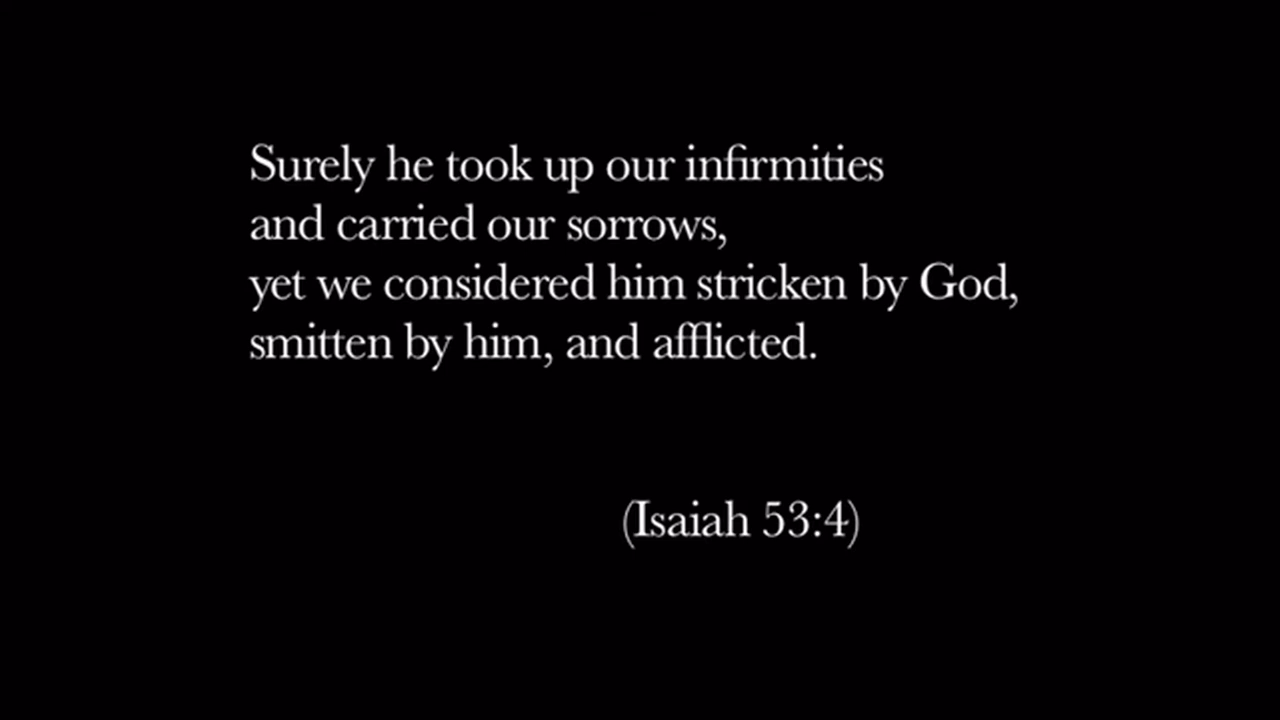 Surely he took up our infirmities
and carried our sorrows,
yet we considered him stricken by God,
smitten by him, and afflicted.
(Isaiah 53:4)